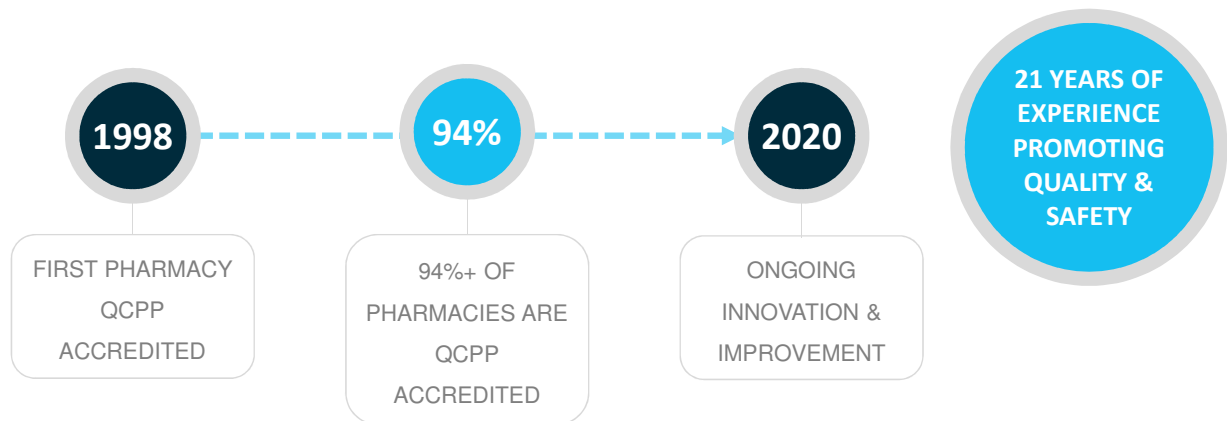 1998
94%
2020
21 YEARS OF
EXPERIENCE
PROMOTING
QUALITY &
SAFETY
FIRST PHARMACY
QCPP
ACCREDITED
94%+ OF
PHARMACIES ARE
QCPP
ACCREDITED
ONGOING
INNOVATION &
IMPROVEMENT